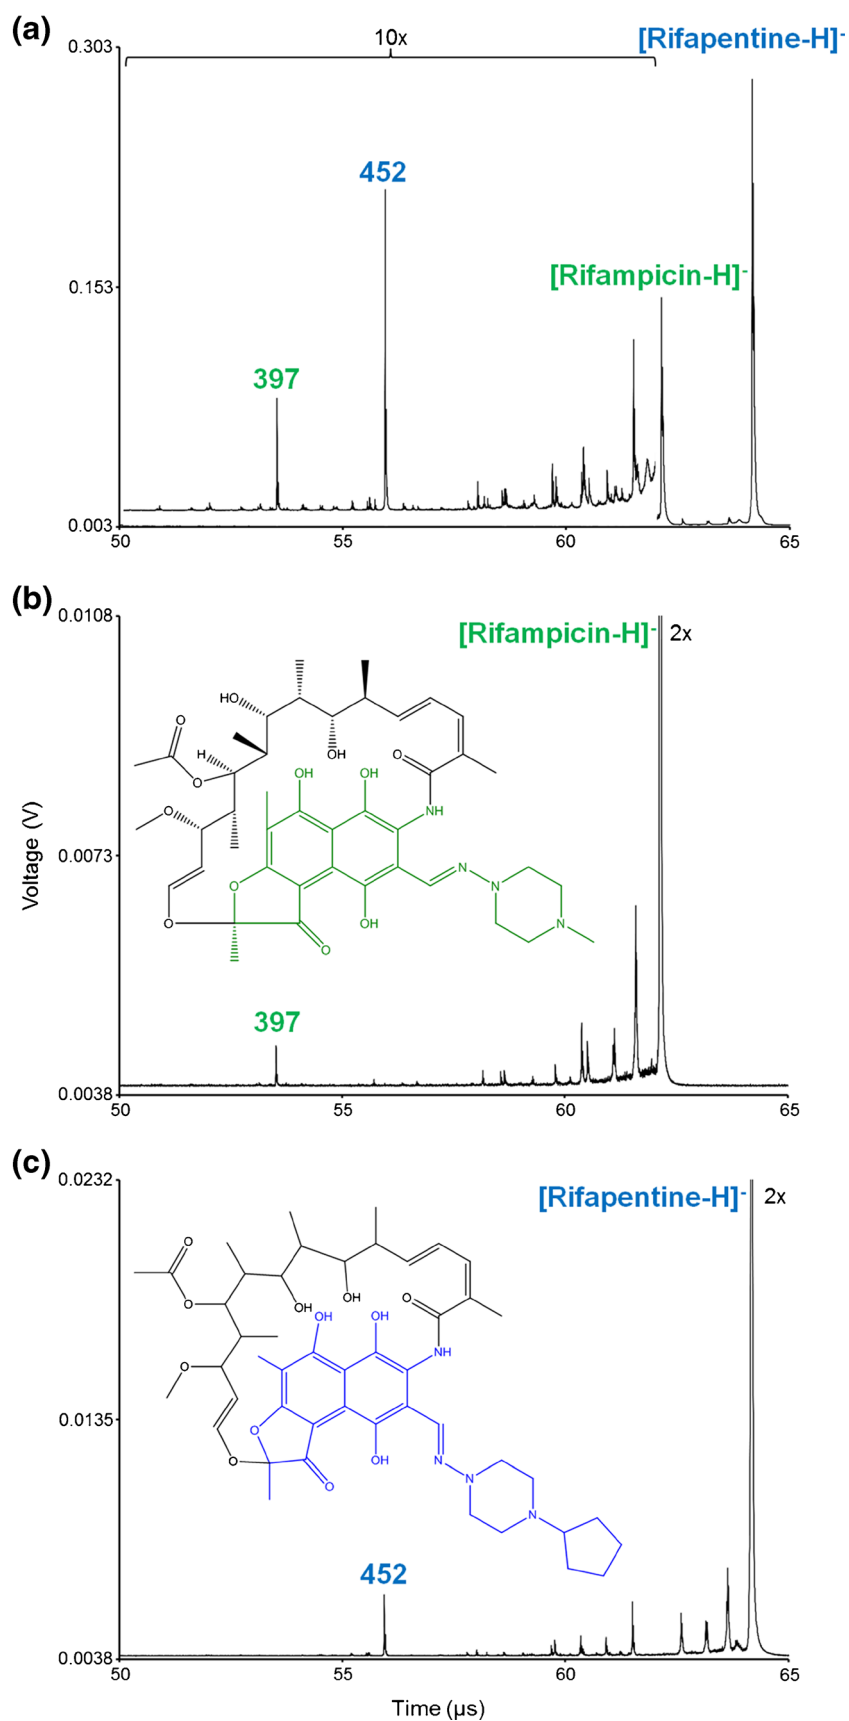 (a)
0.303
10x
[Rifapentine-H]-
452
[Rifampicin-H]-
0.153
397
0.003
50 55 60 65
(b)
0.0108
[Rifampicin-H]- 2x
HO
O
H
OH
O
O
OH OH
O
NH
Voltage (V)
0.0073
O
N
N
O
OH
N
O
397
0.0038
50 55 60 65
(c)
0.0232
[Rifapentine-H]- 2x
O
O
OH
OH
O
OH
OH
NH
O
0.0135
O
O
OH
N
O
N
N
452
0.0038
50 55 60 65
Time (µs)